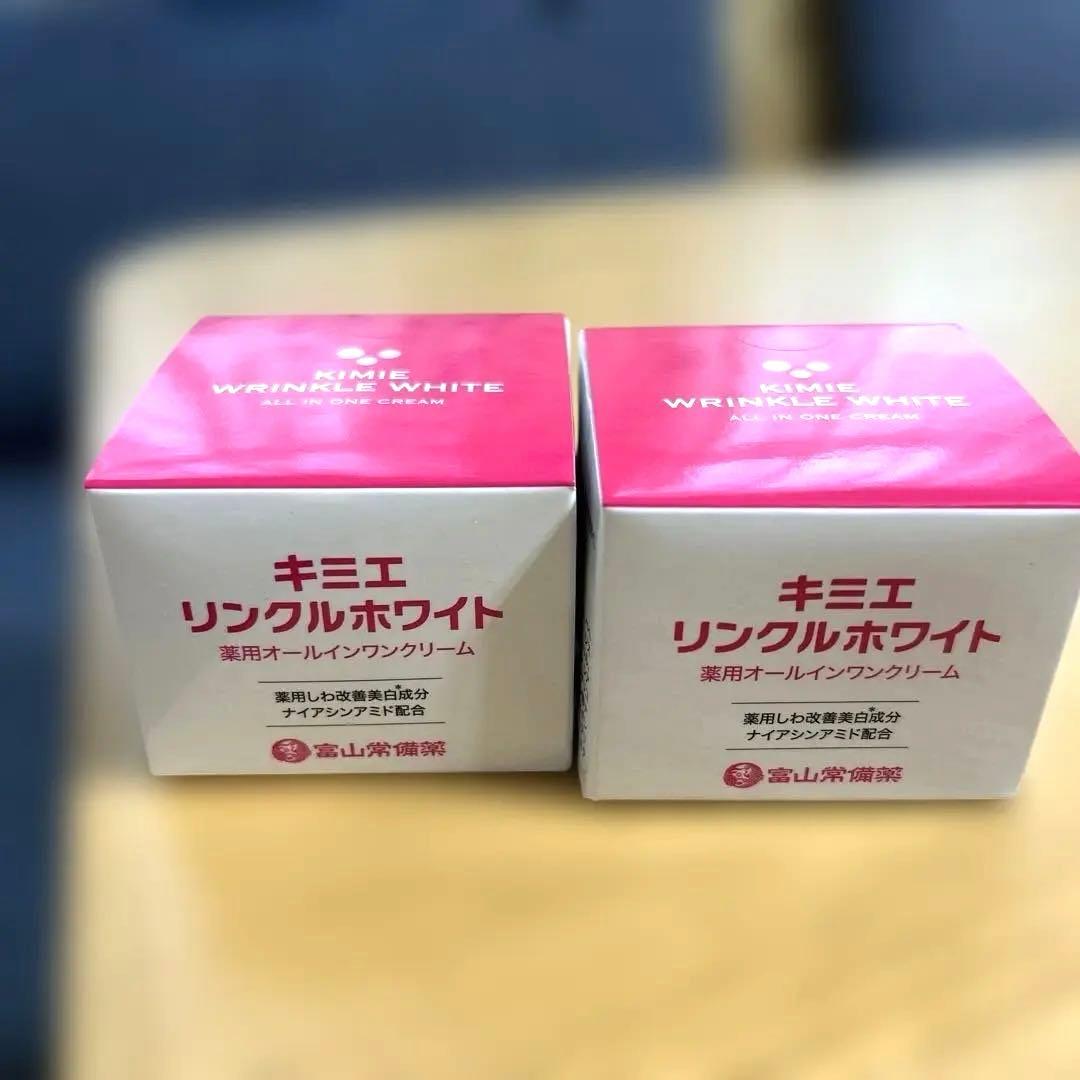 KIMIE
WRINKLE WHITE
ALL IN ONE CREAM
キミエ
リンクルホワイト
薬用オールインワンクリーム
薬用しわ改善美白*成分
ナイアシンアミド配合
富山常備薬
KIMIE
WRINKLE WHITE
ALL IN ONE CREAM
キミエ
リンクルホワイト
薬用オールインワンクリーム
薬用しわ改善美白*成分
ナイアシンアミド配合
富山常備薬